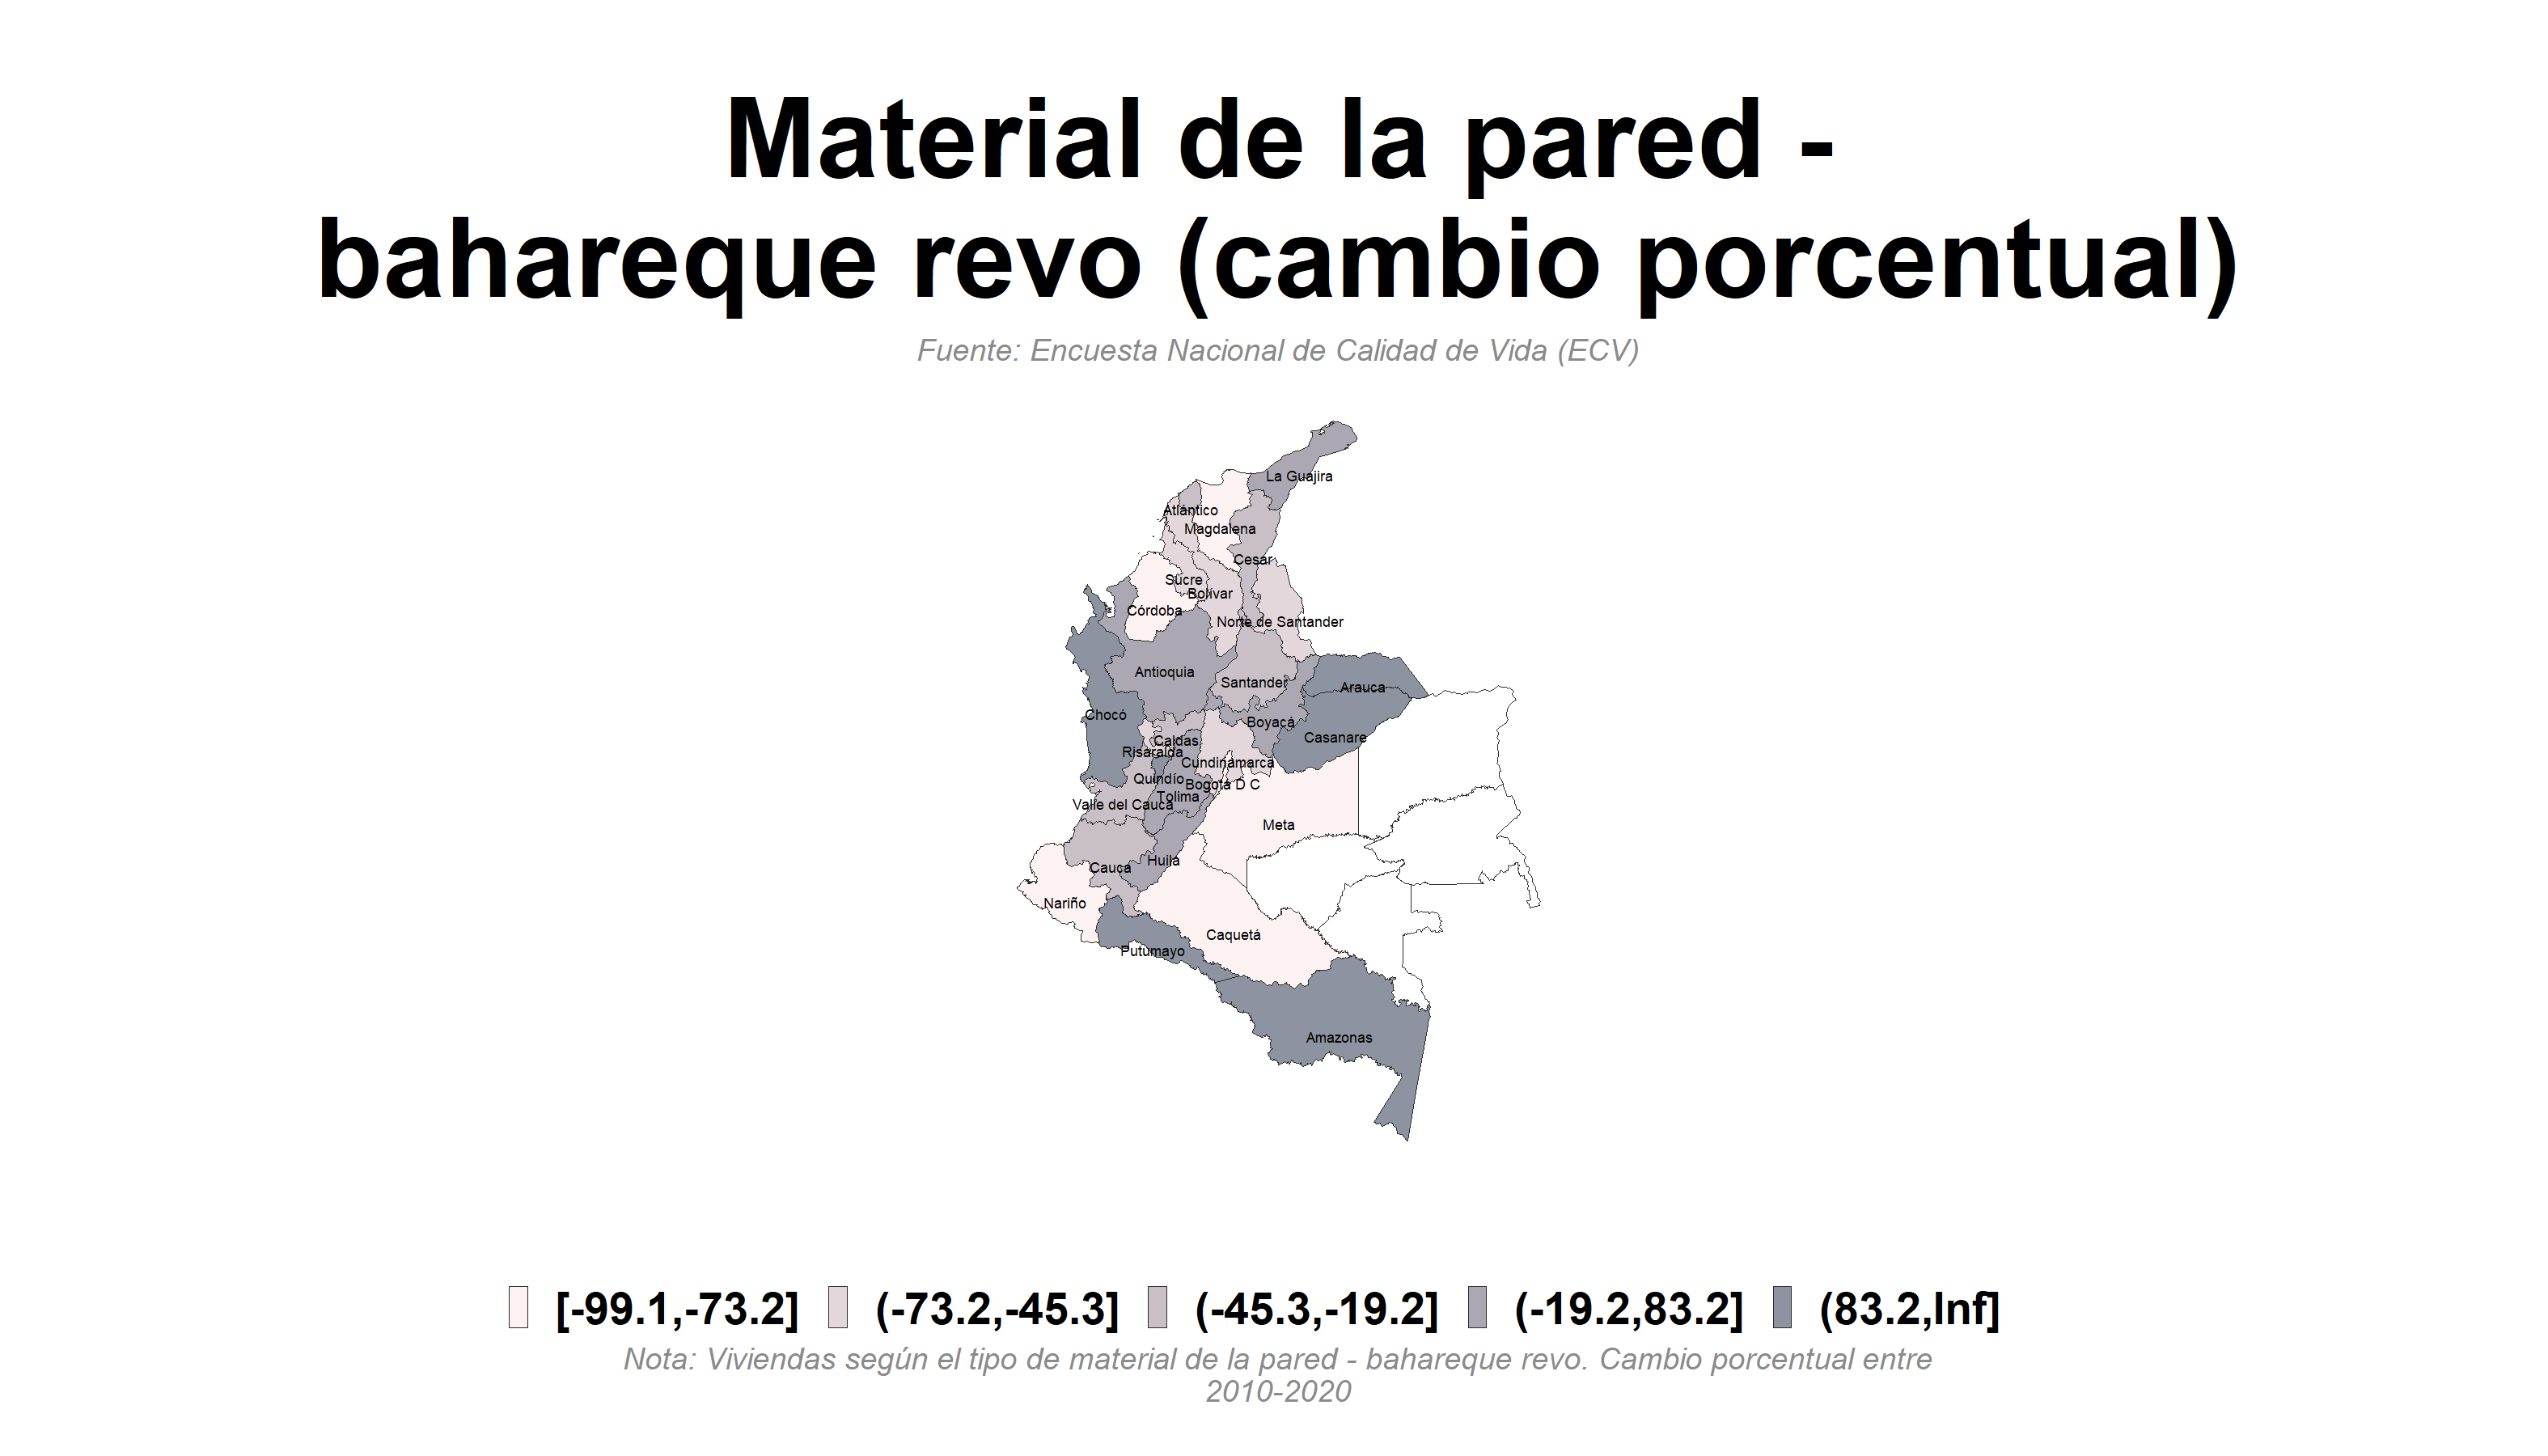 Material de la pared -
bahareque revo (cambio porcentual)
Fuente: Encuesta Nacional de Calidad de Vida (ECV)
La Guajira
Atlántico
Magdalena
Cesar
Sucre
Bolívar
Córdoba
Norte de Santander
Antioquia
Santander
Arauca
Chocó
Boyacá
Casanare
Caldas
Risaralda
Cundinamarca
Quindío
Bogotá D C
Tolima
Valle del Cauca
Meta
Huila
Cauca
Nariño
Caquetá
Putumayo
Amazonas
[-99.1,-73.2] (-73.2,-45.3] (-45.3,-19.2] (-19.2,83.2] (83.2,Inf]
Nota: Viviendas según el tipo de material de la pared - bahareque revo. Cambio porcentual entre
2010-2020